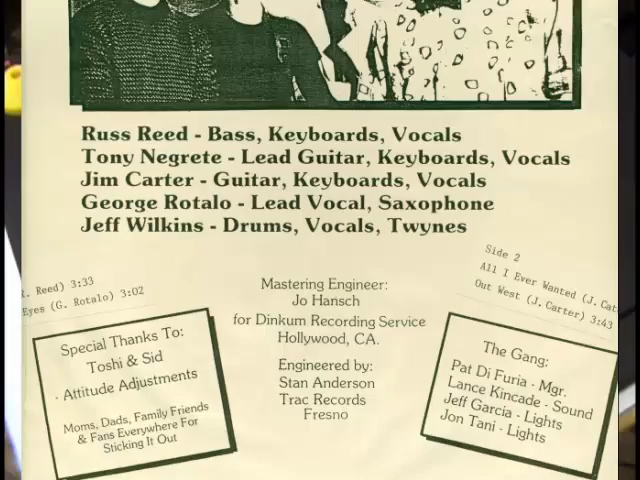 Russ Reed - Bass, Keyboards, Vocals
Tony Negrete - Lead Guitar, Keyboards, Vocals
Jim Carter - Guitar, Keyboards, Vocals
George Rotalo - Lead Vocal, Saxophone
Jeff Wilkins - Drums, Vocals, Twynes
Reed) 3:33
Eyes (G. Rotalo) 3:02
Special Thanks To:
Toshi & Sid
Attitude Adjustments
Moms, Dads, Family Friends
& Fans Everywhere For
Sticking It Out
Mastering Engineer:
Jo Hansch
for Dinkum Recording Service
Hollywood, CA.
Engineered by:
Stan Anderson
Trac Records
Fresno
Side 2
All I Ever Wanted (J.
Out West (J. Carter) 3:43
The Gang:
Pat Di Furia - Mgr.
Lance Kincade - Sound
Jeff Garcia - Lights
Jon Tani - Lights